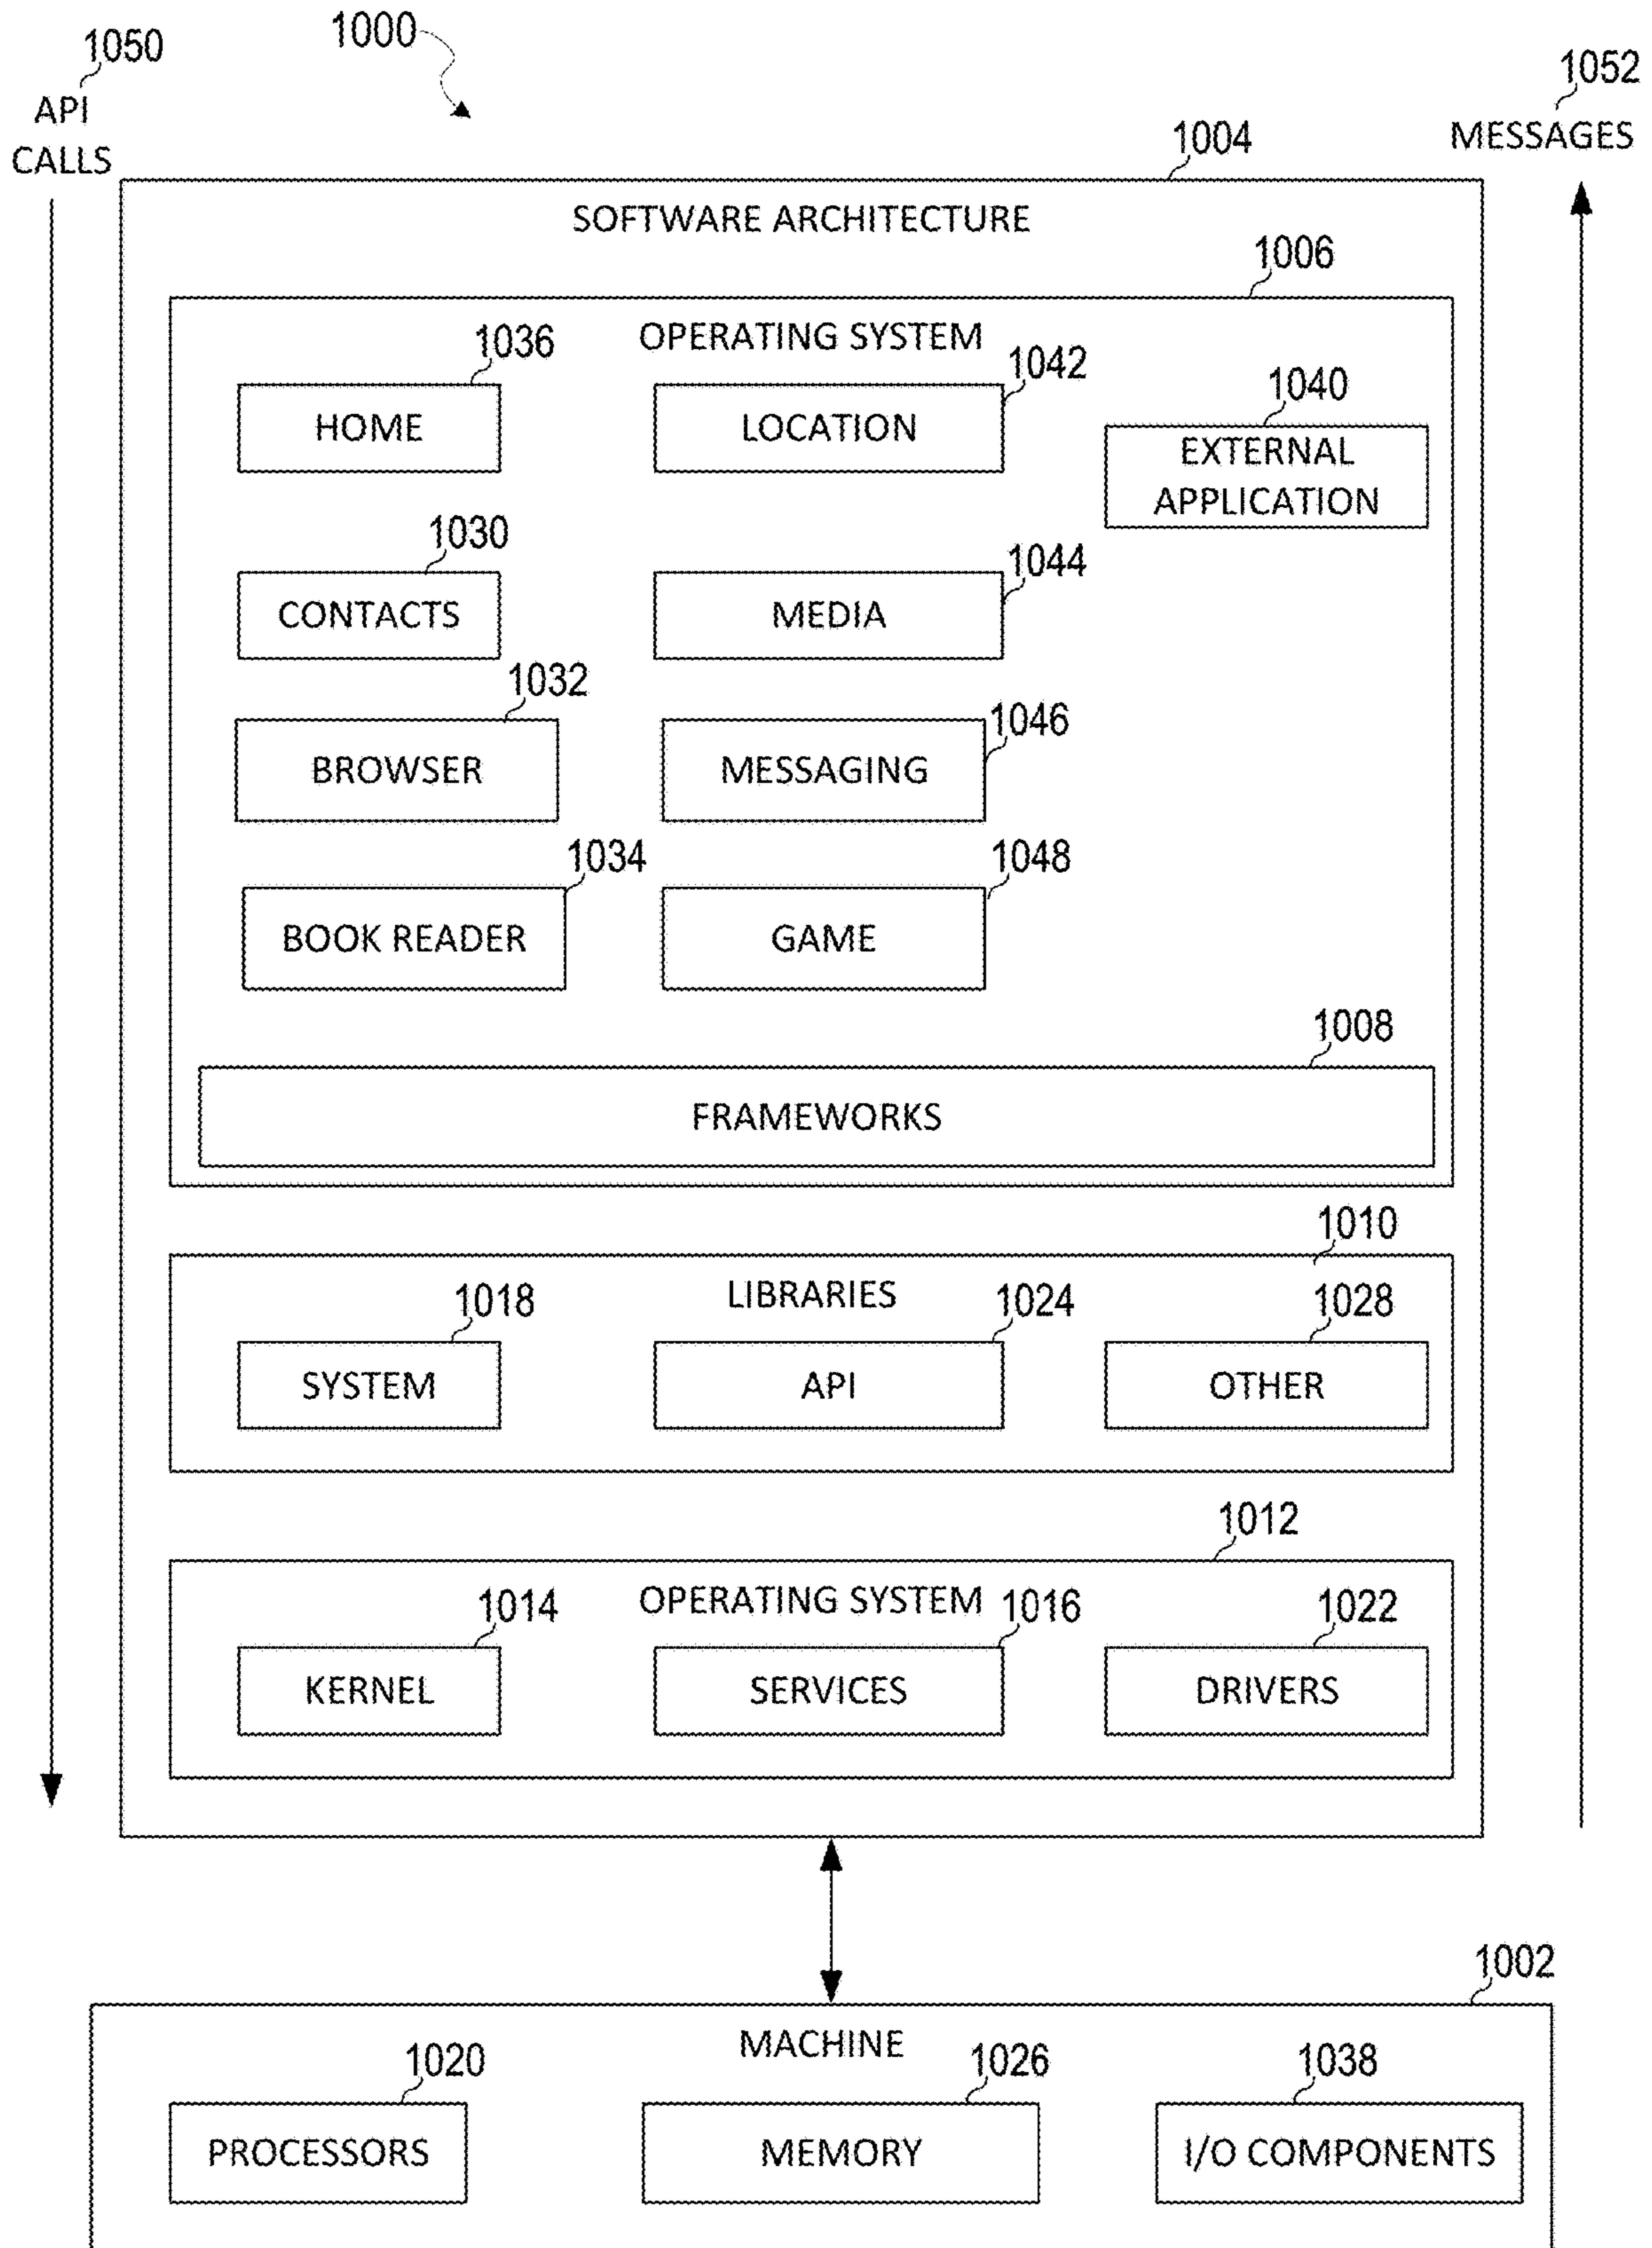 1050
1000
1052
API
CALLS
MESSAGES
1004
SOFTWARE ARCHITECTURE
1006
OPERATING SYSTEM
1036
1042
1040
HOME
LOCATION
EXTERNAL
APPLICATION
1030
1044
CONTACTS
MEDIA
1032
1046
BROWSER
MESSAGING
1034
1048
BOOK READER
GAME
1008
FRAMEWORKS
1010
LIBRARIES
1018
1024
1028
SYSTEM
API
OTHER
1012
OPERATING SYSTEM
1014
1016
1022
KERNEL
SERVICES
DRIVERS
1002
MACHINE
1020
1026
1038
PROCESSORS
MEMORY
I/O COMPONENTS